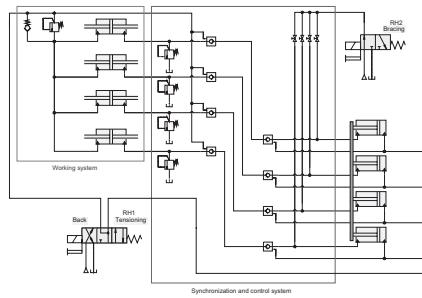 RH2
Bracing
Working system
Back
RH1
Tensioning
Synchronization and control system